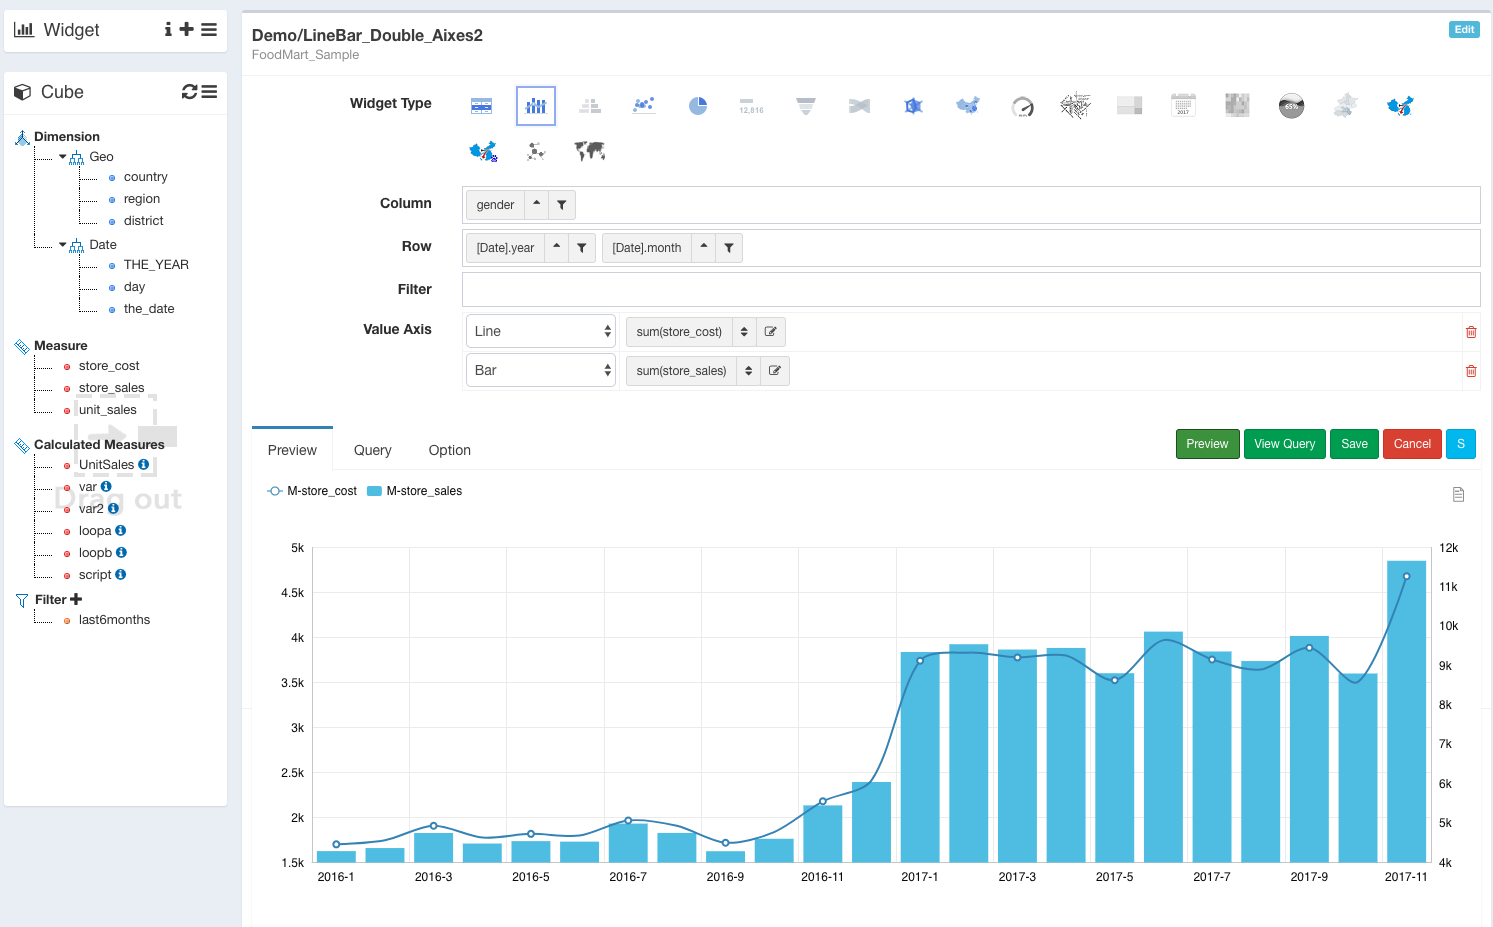 Widget
Cube
Dimension
Geo
country
region
district
Date
THE_YEAR
day
the_date
Measure
store_cost
store_sales
unit_sales
Calculated Measures
UnitSales
var
Drag out
var2
loopa
loopb
script
Filter
last6months
Demo/LineBar_Double_Aixes2
Edit
FoodMart_Sample
Widget Type
12,816
2017
65%
Column
gender
Row
[Date].year [Date].month
Filter
Value Axis
Line sum(store_cost)
Bar sum(store_sales)
Preview Query Option
Preview View Query Save Cancel S
M-store_cost M-store_sales
5k
4.5k
4k
3.5k
3k
2.5k
2k
1.5k
12k
11k
10k
9k
8k
7k
6k
5k
4k
2016-1 2016-3 2016-5 2016-7 2016-9 2016-11 2017-1 2017-3 2017-5 2017-7 2017-9 2017-11